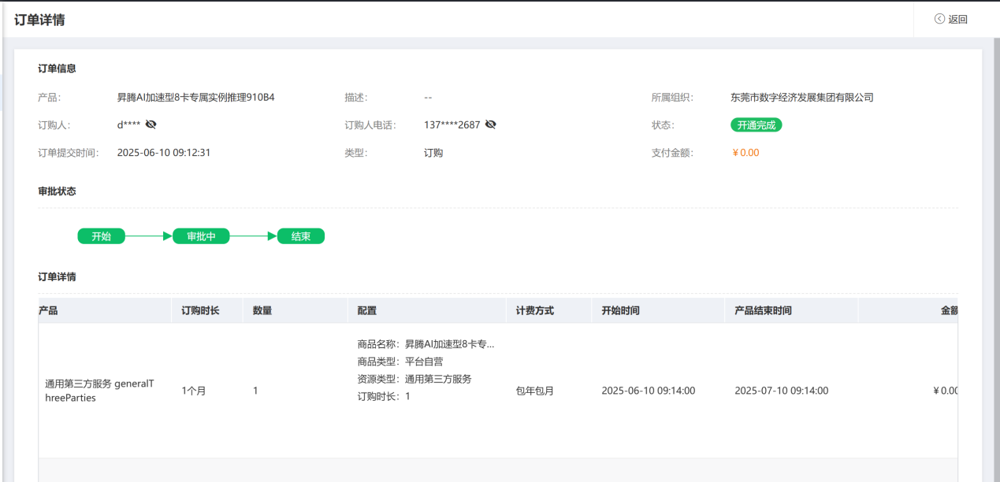 订单详情
返回
订单信息
产品： 昇腾AI加速型8卡专属实例推理910B4 描述： -- 所属组织： 东莞市数字经济发展集团有限公司
订购人： d**** 订购人电话： 137****2687 状态： 开通完成
订单提交时间： 2025-06-10 09:12:31 类型： 订购 支付金额： ¥0.00
审批状态
开始 审批中 结束
订单详情
产品 订购时长 数量 配置 计费方式 开始时间 产品结束时间 金额
商品名称：昇腾AI加速型8卡专...
商品类型：平台自营
资源类型：通用第三方服务
订购时长：1
通用第三方服务 generalT
hreeParties
1个月 1 包年包月 2025-06-10 09:14:00 2025-07-10 09:14:00 ¥0.00